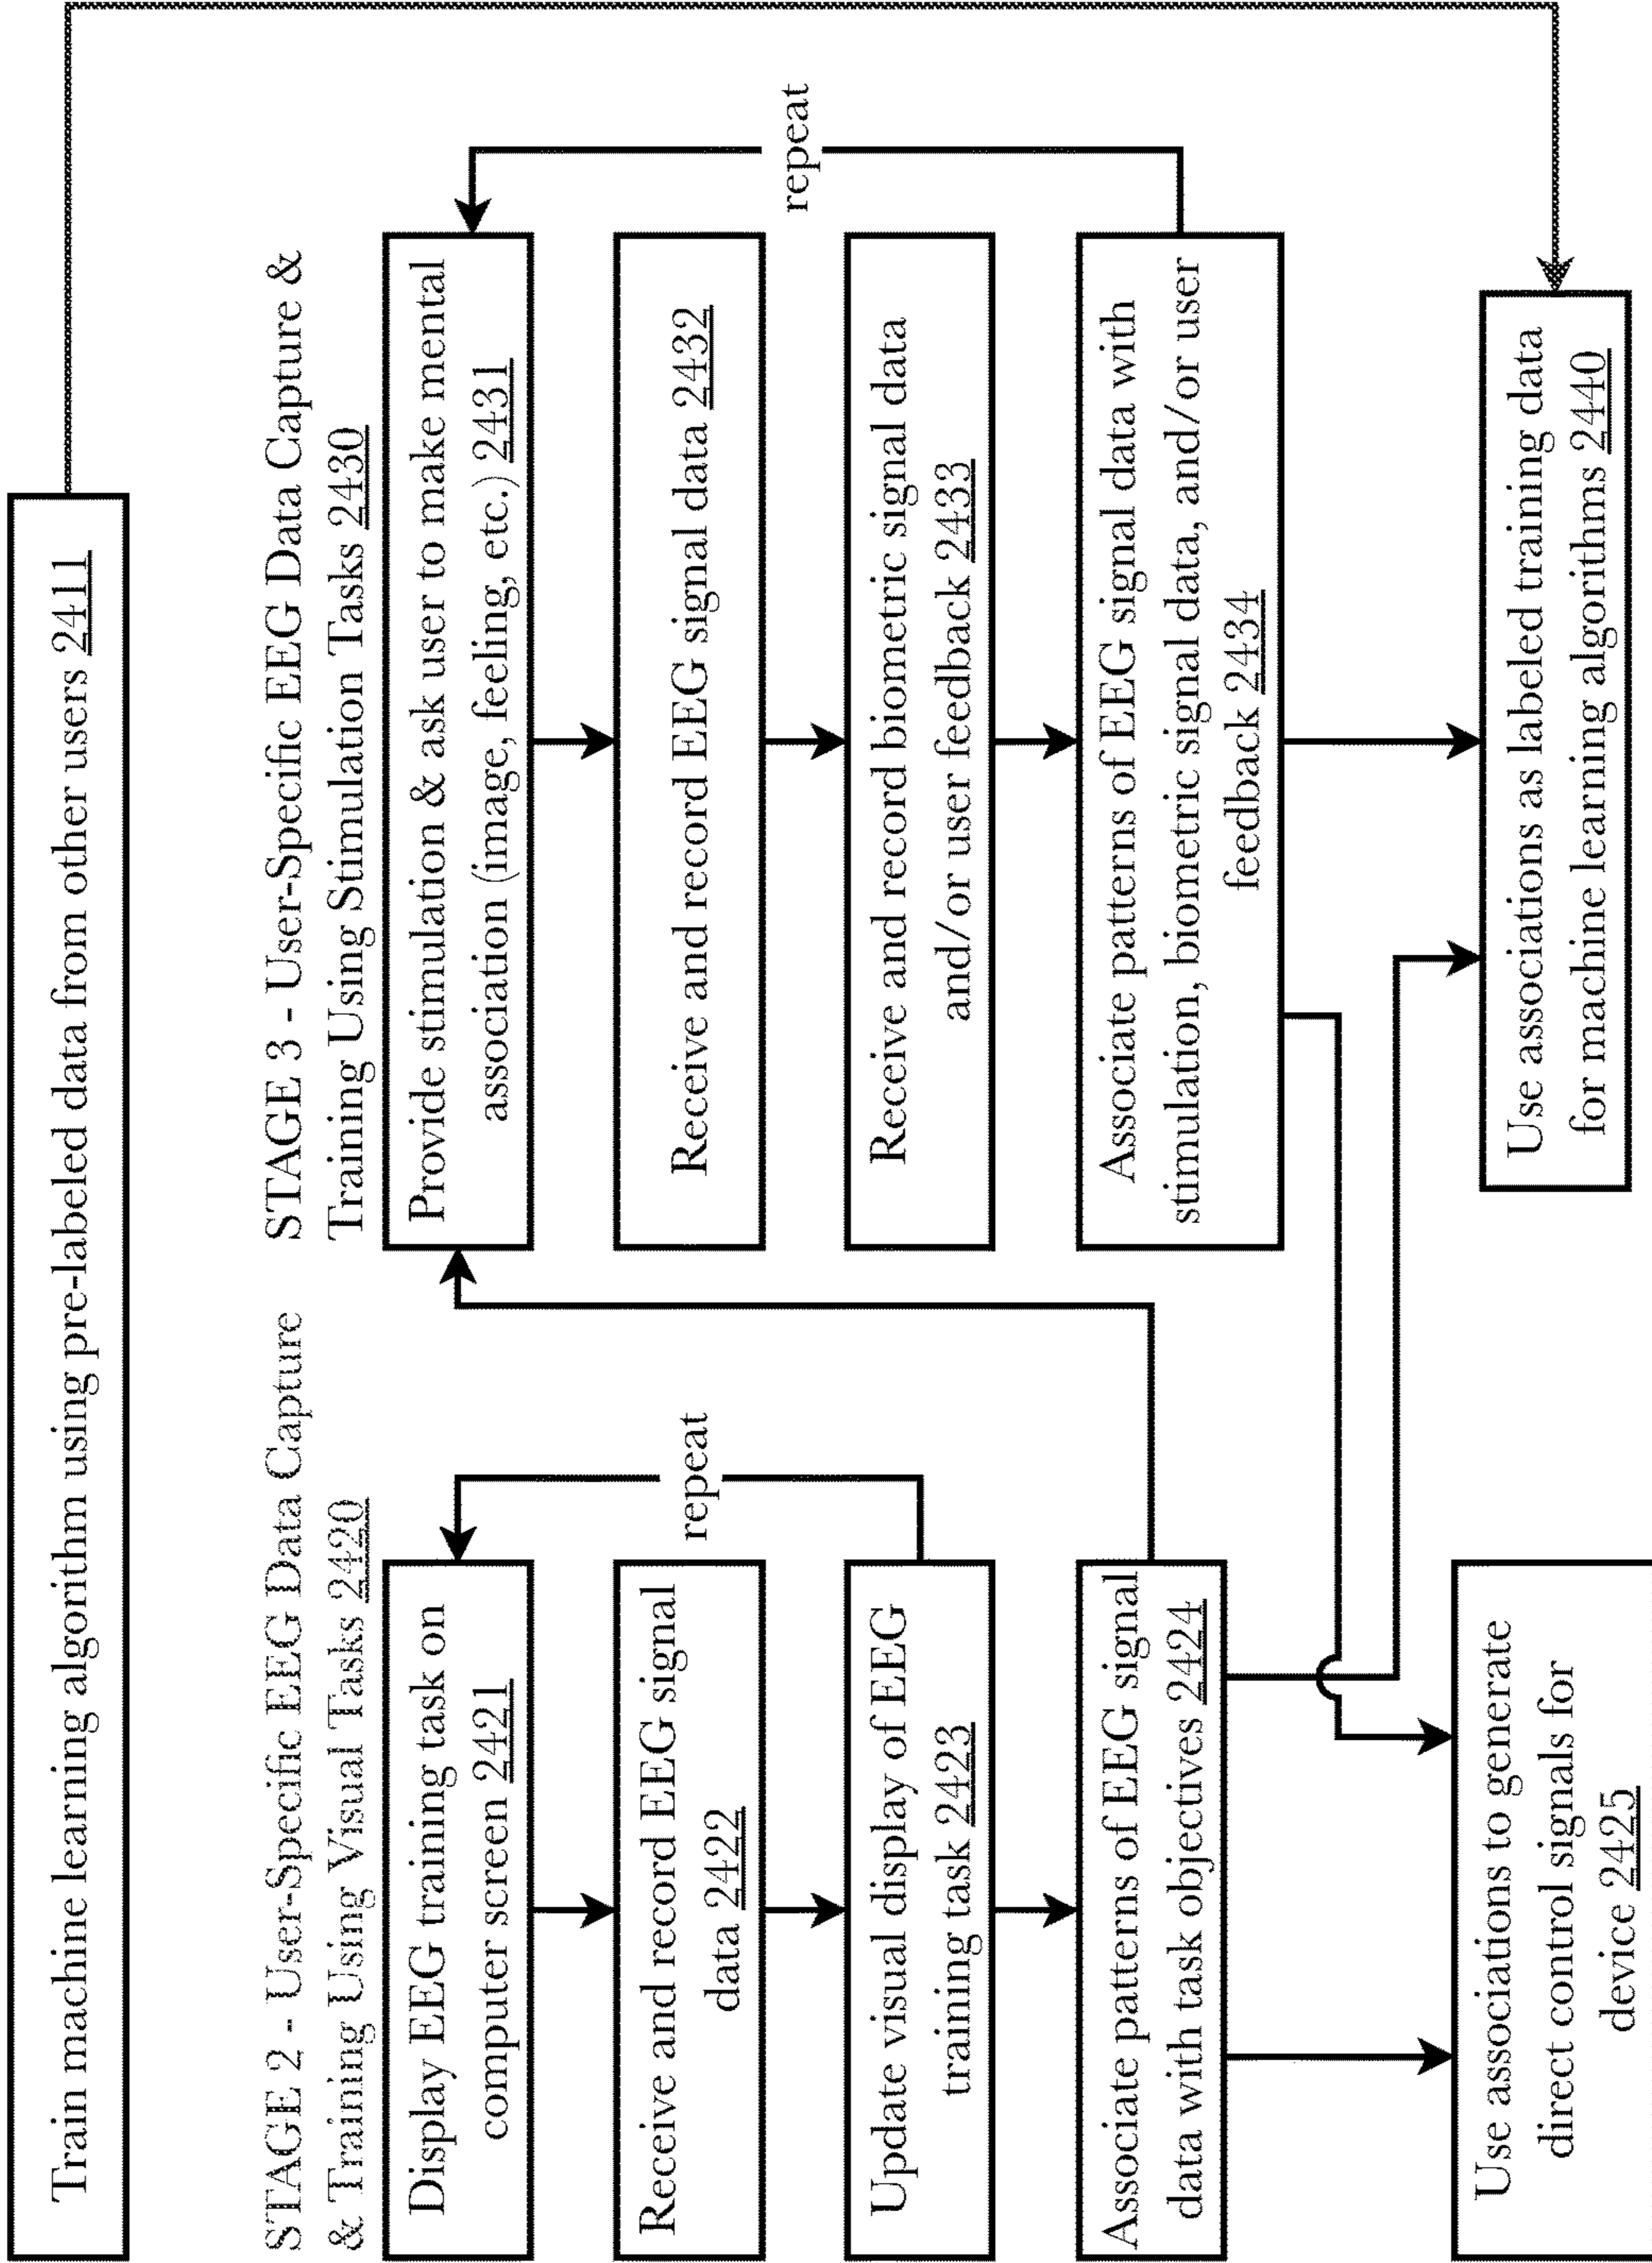 Train machine learning algorithm using pre-labeled data from other users 2411
STAGE 2 - User-Specific EEG Data Capture
& Training Using Visual Tasks 2420
Display EEG training task on
computer screen 2421
Receive and record EEG signal
data 2422
repeat
Update visual display of EEG
training task 2423
Associate patterns of EEG signal
data with task objectives 2424
Use associations to generate
direct control signals for
device 2425
STAGE 3 - User-Specific EEG Data Capture &
Training Using Stimulation Tasks 2430
Provide stimulation & ask user to make mental
association (image, feeling, etc.) 2431
Receive and record EEG signal data 2432
repeat
Receive and record biometric signal data
and/or user feedback 2433
Associate patterns of EEG signal data with
stimulation, biometric signal data, and/or user
feedback 2434
Use associations as labeled training data
for machine learning algorithms 2440